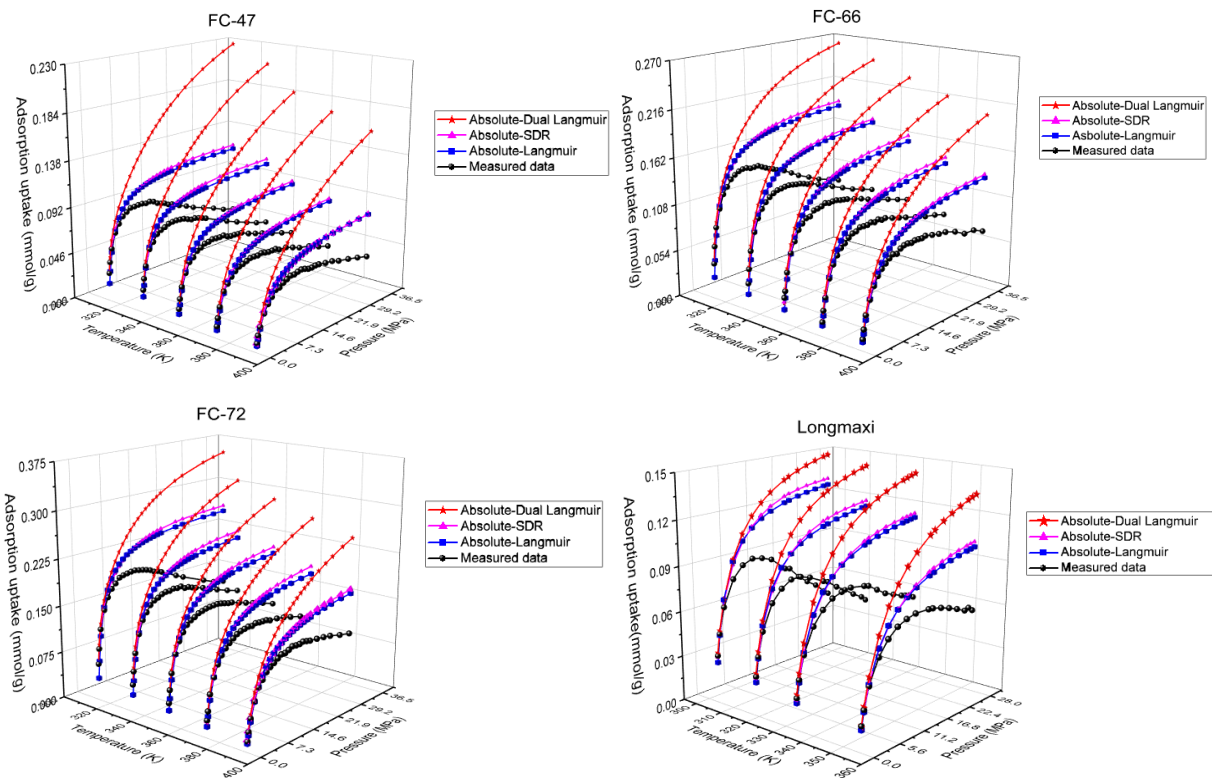 FC-47
Adsorption uptake (mmol/g)
0.230
0.184
0.138
0.092
0.046
0.000
320
340
360
380
400
Temperature (K)
0.0
7.3
14.6
21.9
29.2
36.5
Pressure (MPa)
Absolute-Dual Langmuir
Absolute-SDR
Absolute-Langmuir
Measured data
FC-66
Adsorption uptake (mmol/g)
0.270
0.216
0.162
0.108
0.054
0.000
320
340
360
380
400
Temperature (K)
0.0
7.3
14.6
21.9
29.2
36.5
Pressure (MPa)
Absolute-Dual Langmuir
Absolute-SDR
Asbolute-Langmuir
Measured data
FC-72
Adsorption uptake (mmol/g)
0.375
0.300
0.225
0.150
0.075
0.000
320
340
360
380
400
Temperature (K)
0.0
7.3
14.6
21.9
29.2
36.5
Pressure (MPa)
Absolute-Dual Langmuir
Absolute-SDR
Absolute-Langmuir
Measured data
Longmaxi
Adsorption uptake(mmol/g)
0.15
0.12
0.09
0.06
0.03
0.00
300
310
320
330
340
350
360
Temperature (K)
0.0
5.6
11.2
16.8
22.4
28.0
Pressure (MPa)
Absolute-Dual Langmuir
Absolute-SDR
Absolute-Langmuir
Measured data